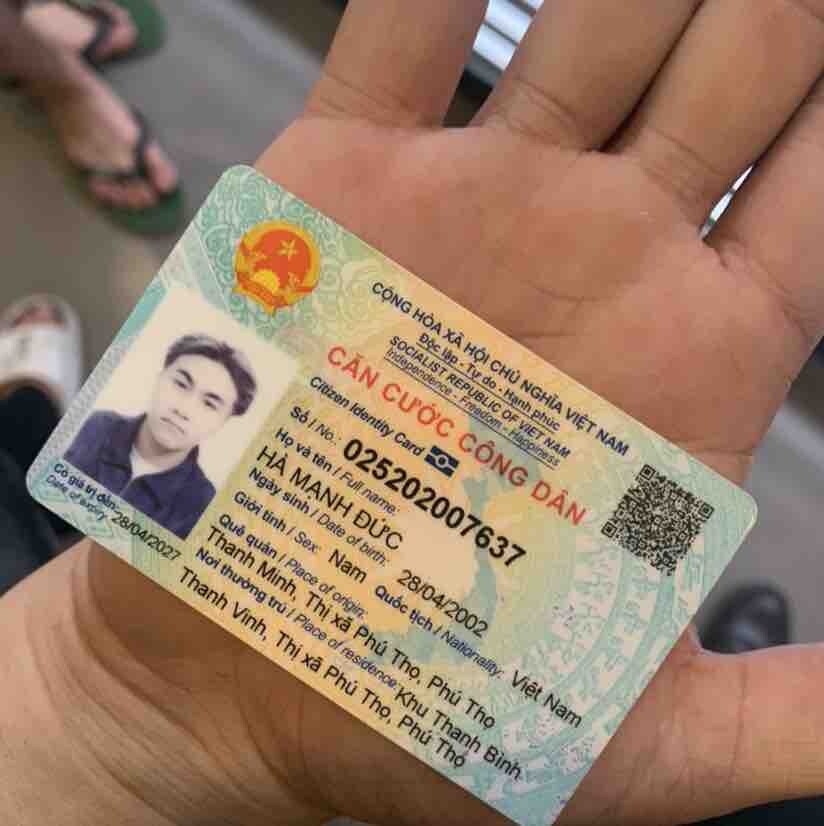 CỘNG HÒA XÃ HỘI CHỦ NGHĨA VIỆT NAM
Độc lập - Tự do - Hạnh phúc
SOCIALIST REPUBLIC OF VIET NAM
Independence - Freedom - Happiness
CĂN CƯỚC CÔNG DÂN
Citizen Identity Card
Số / No.: 025202007637
Họ và tên / Full name:
HÀ MẠNH ĐỨC
Ngày sinh / Date of birth: 28/04/2002
Giới tính / Sex: Nam Quốc tịch / Nationality: Việt Nam
Quê quán / Place of origin:
Thanh Minh, Thị xã Phú Thọ, Phú Thọ
Nơi thường trú / Place of residence: Khu Thanh Bình
Thanh Vinh, Thị xã Phú Thọ, Phú Thọ
Có giá trị đến: 28/04/2027
Date of expiry